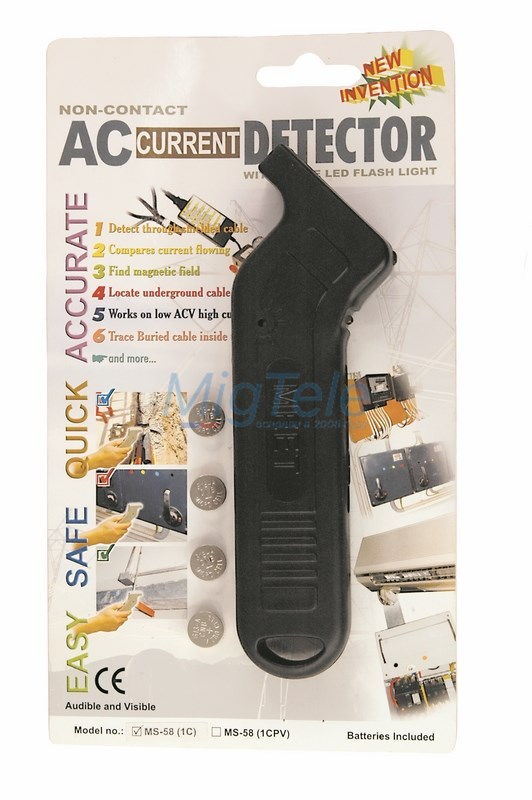 NEW
INVENTION
NON-CONTACT
AC CURRENT DETECTOR
LED FLASH LIGHT
EASY SAFE QUICK ACCURATE
1 Detect through shielded cable
2 Compares current flowing
3 Find magnetic field
4 Locate underground cable
5 Works on low ACV high cu
6 Trace Buried cable inside
and more...
MigTele
MEET
CE
Audible and Visible
Model no.: ☑ MS-58 (1C) ☐ MS-58 (1CPV)
Batteries Included